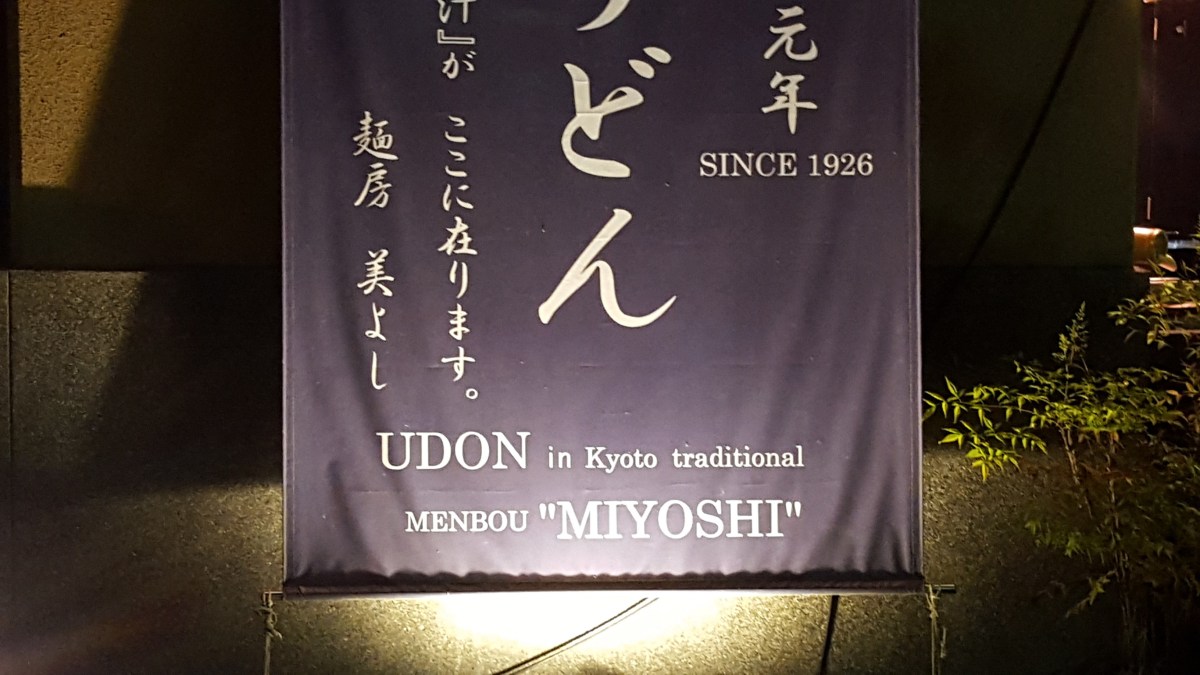 元年
SINCE 1926
うどん
汁』が ここに在ります。
麺房 美よし
UDON in Kyoto traditional
MENBOU "MIYOSHI"